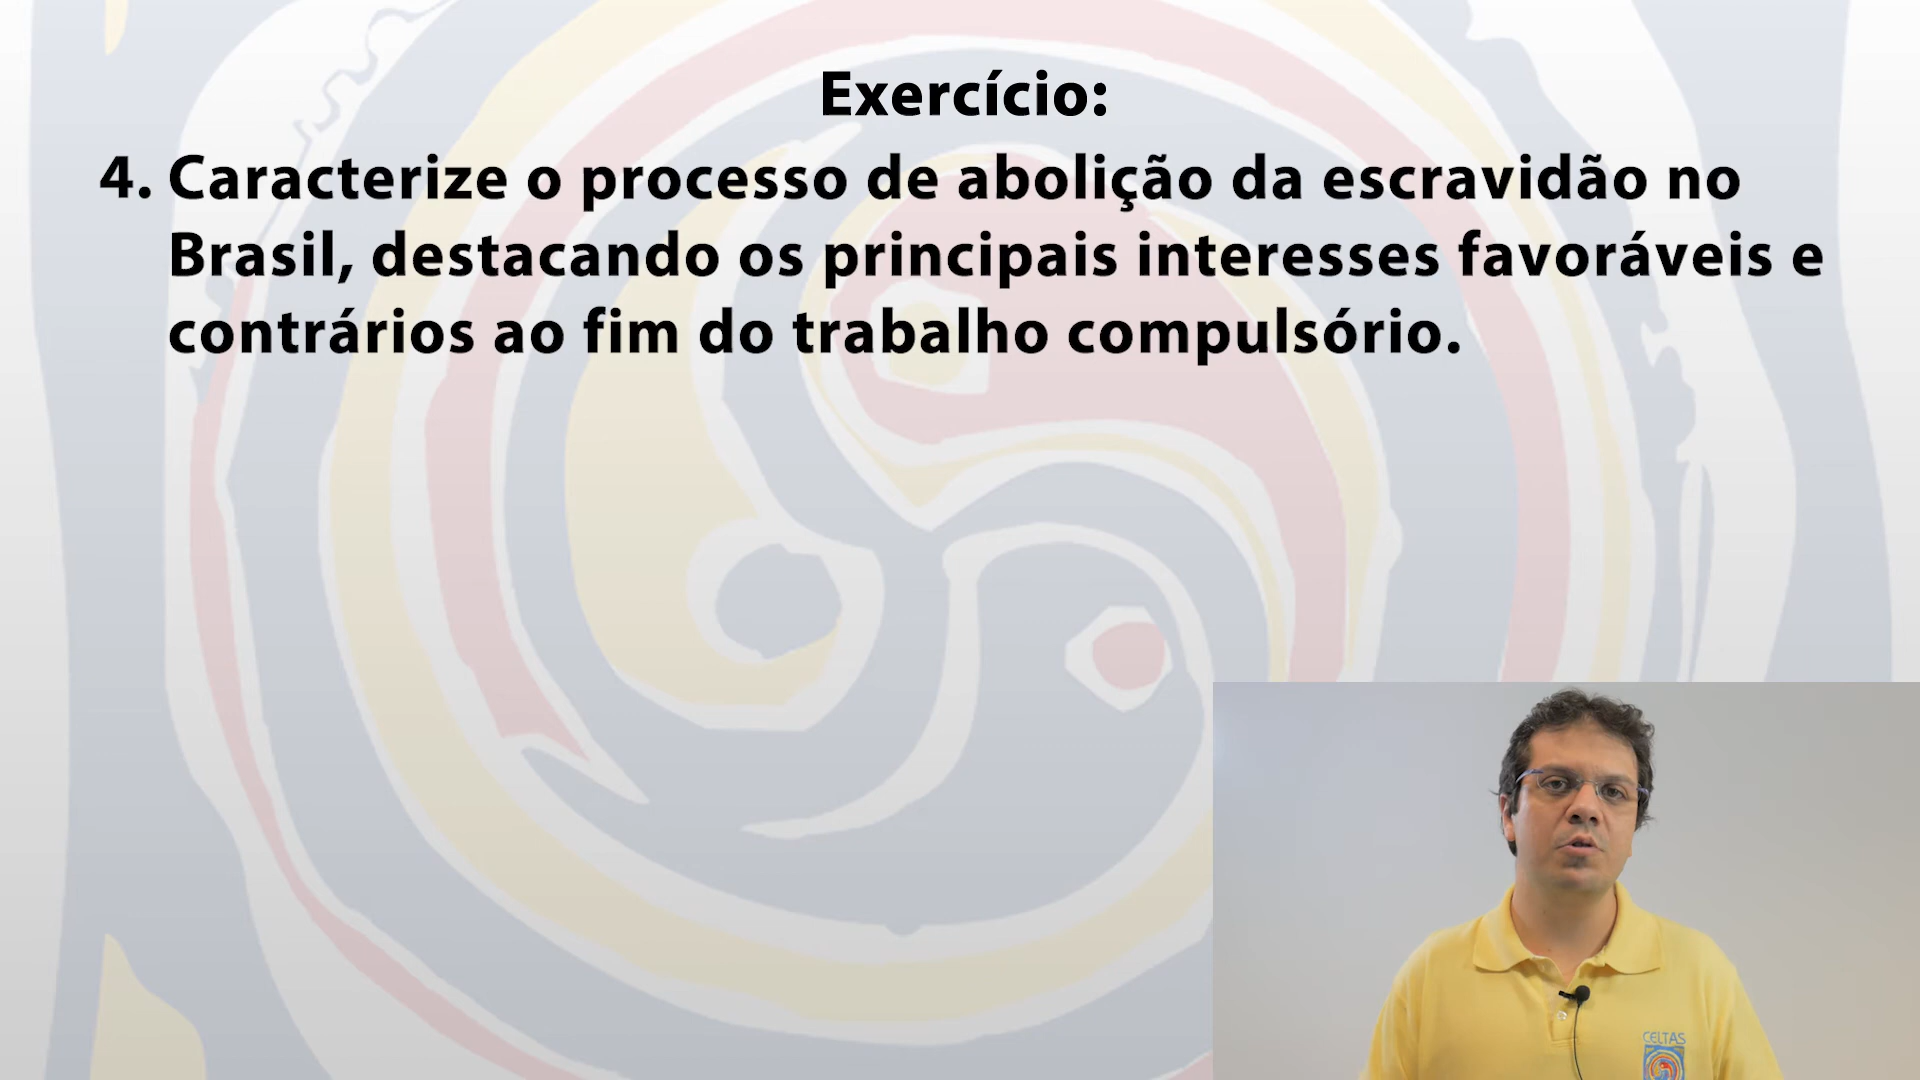 Exercício:
4. Caracterize o processo de abolição da escravidão no
Brasil, destacando os principais interesses favoráveis e
contrários ao fim do trabalho compulsório.
CELTAS